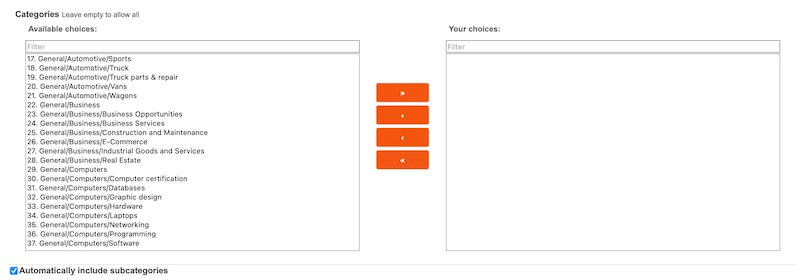 Categories Leave empty to allow all
Available choices:
Your choices:
Filter
Filter
17. General/Automotive/Sports
18. General/Automotive/Truck
19. General/Automotive/Truck parts & repair
20. General/Automotive/Vans
21. General/Automotive/Wagons
22. General/Business
23. General/Business/Business Opportunities
24. General/Business/Business Services
25. General/Business/Construction and Maintenance
26. General/Business/E-Commerce
27. General/Business/Industrial Goods and Services
28. General/Business/Real Estate
29. General/Computers
30. General/Computers/Computer certification
31. General/Computers/Databases
32. General/Computers/Graphic design
33. General/Computers/Hardware
34. General/Computers/Laptops
35. General/Computers/Networking
36. General/Computers/Programming
37. General/Computers/Software
»
›
‹
«
Automatically include subcategories